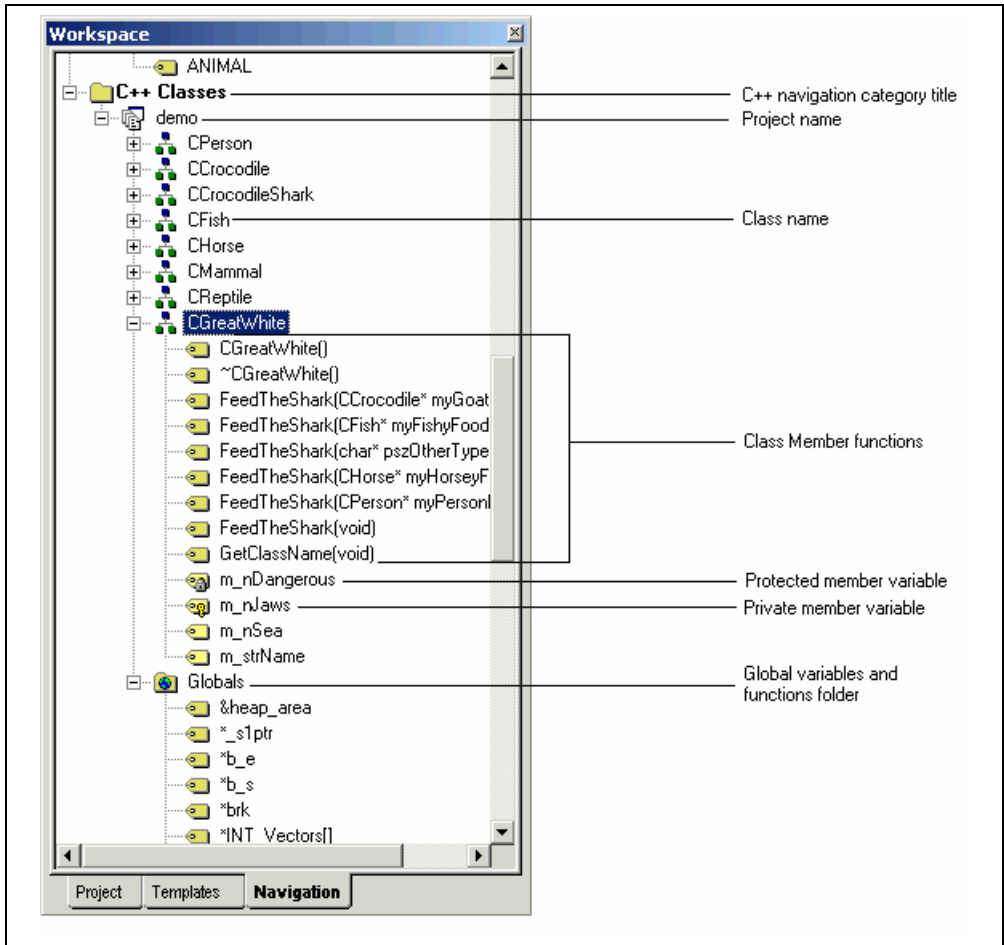 Workspace
ANIMAL
C++ Classes
C++ navigation category title
demo
Project name
CPerson
CCrocodile
CCrocodileShark
CFish
Class name
CHorse
CMammal
CReptile
CGreatWhite
CGreatWhite()
~CGreatWhite()
FeedTheShark(CCrocodile* myGoat
FeedTheShark(CFish* myFishyFood
FeedTheShark(char* pszOtherType
Class Member functions
FeedTheShark(CHorse* myHorseyF
FeedTheShark(CPerson* myPersonl
FeedTheShark(void)
GetClassName(void)
m_nDangerous
Protected member variable
m_nJaws
Private member variable
m_nSea
m_strName
Globals
Global variables and
functions folder
&heap_area
*_s1ptr
*b_e
*b_s
*brk
*INT_Vectors[]
Project Templates Navigation